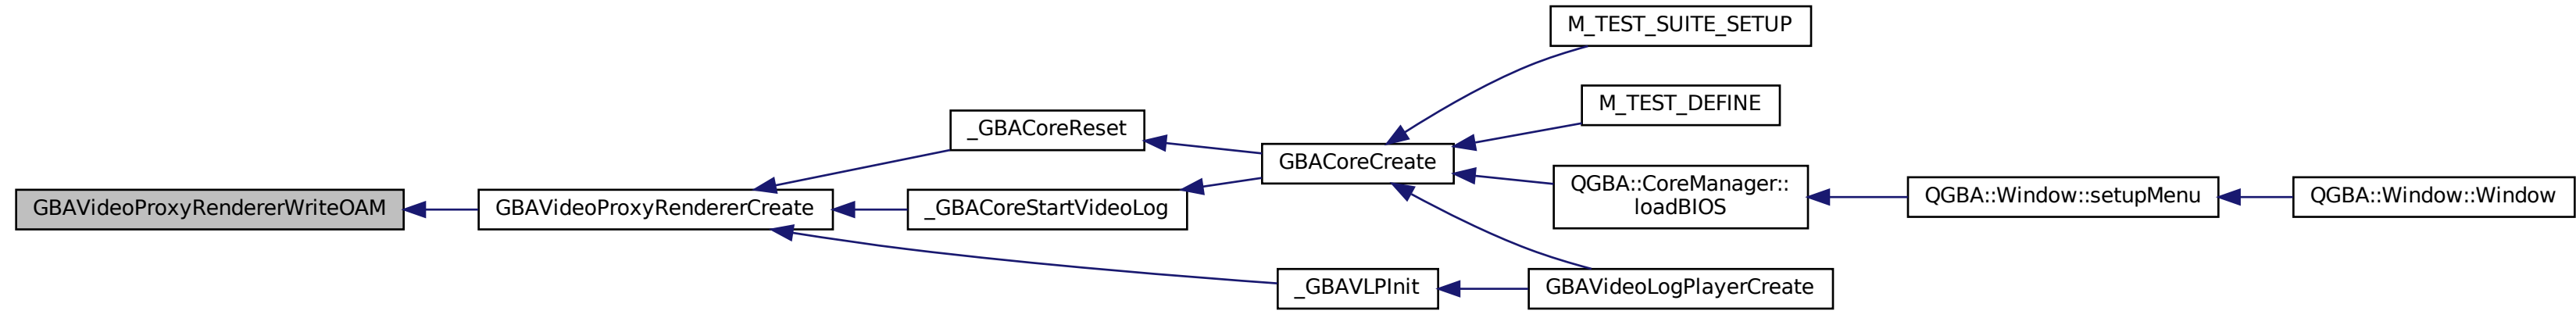 GBAVideoProxyRendererWriteOAM
GBAVideoProxyRendererCreate
_GBACoreReset
_GBACoreStartVideoLog
_GBAVLPInit
GBACoreCreate
M_TEST_SUITE_SETUP
M_TEST_DEFINE
QGBA::CoreManager::
loadBIOS
GBAVideoLogPlayerCreate
QGBA::Window::setupMenu
QGBA::Window::Window